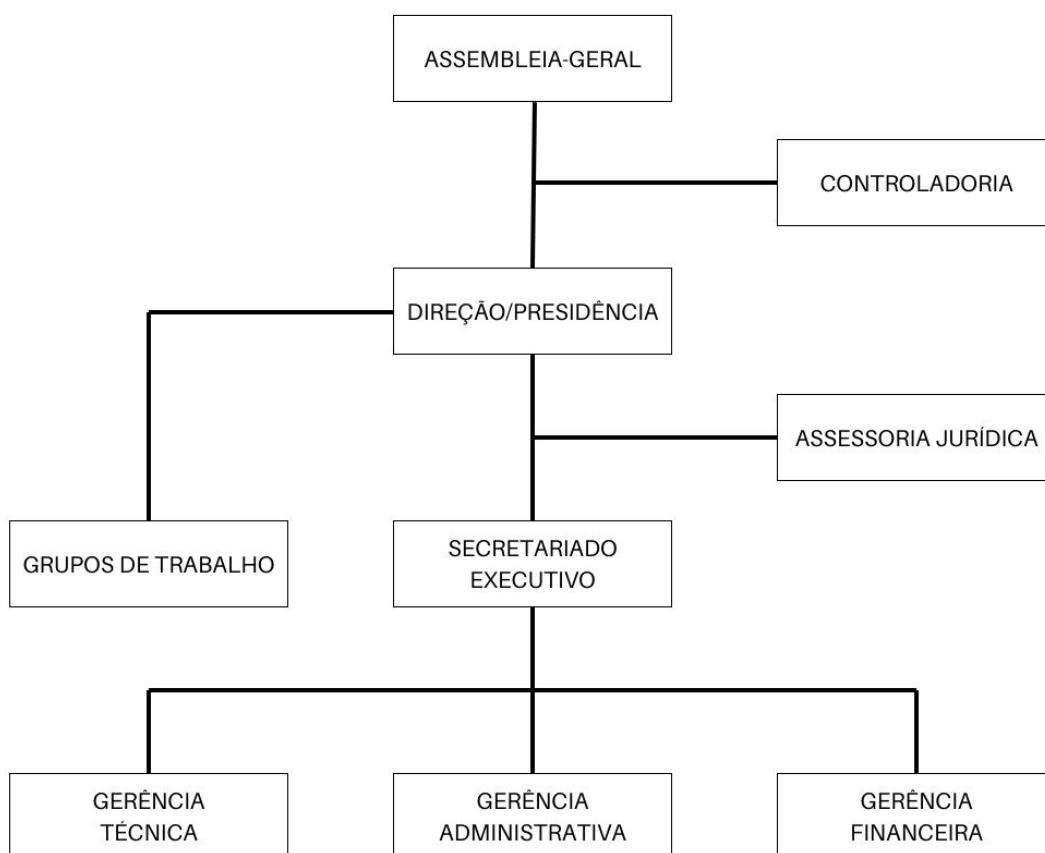 ASSEMBLEIA-GERAL
CONTROLADORIA
DIREÇÃO/PRESIDÊNCIA
ASSESSORIA JURÍDICA
GRUPOS DE TRABALHO
SECRETARIADO
EXECUTIVO
GERÊNCIA
TÉCNICA
GERÊNCIA
ADMINISTRATIVA
GERÊNCIA
FINANCEIRA